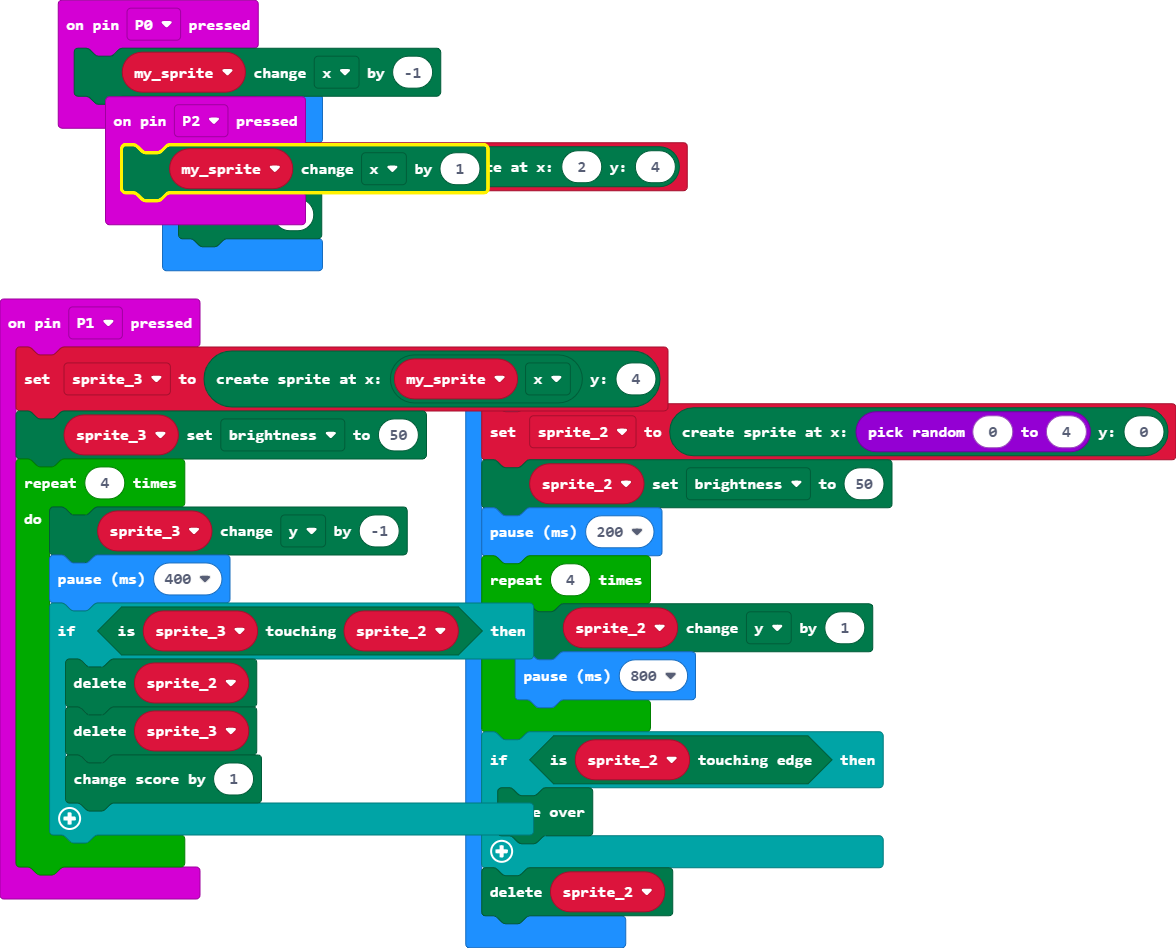 on pin P0 pressed
my_sprite change x by -1
on pin P2 pressed
my_sprite change x by 1
at x: 2 y: 4
on pin P1 pressed
set sprite_3 to create sprite at x: my_sprite x y: 4
sprite_3 set brightness to 50
repeat 4 times
do sprite_3 change y by -1
pause (ms) 400
if is sprite_3 touching sprite_2 then
delete sprite_2
delete sprite_3
change score by 1
set sprite_2 to create sprite at x: pick random 0 to 4 y: 0
sprite_2 set brightness to 50
pause (ms) 200
repeat 4 times
sprite_2 change y by 1
pause (ms) 800
if is sprite_2 touching edge then
over
delete sprite_2